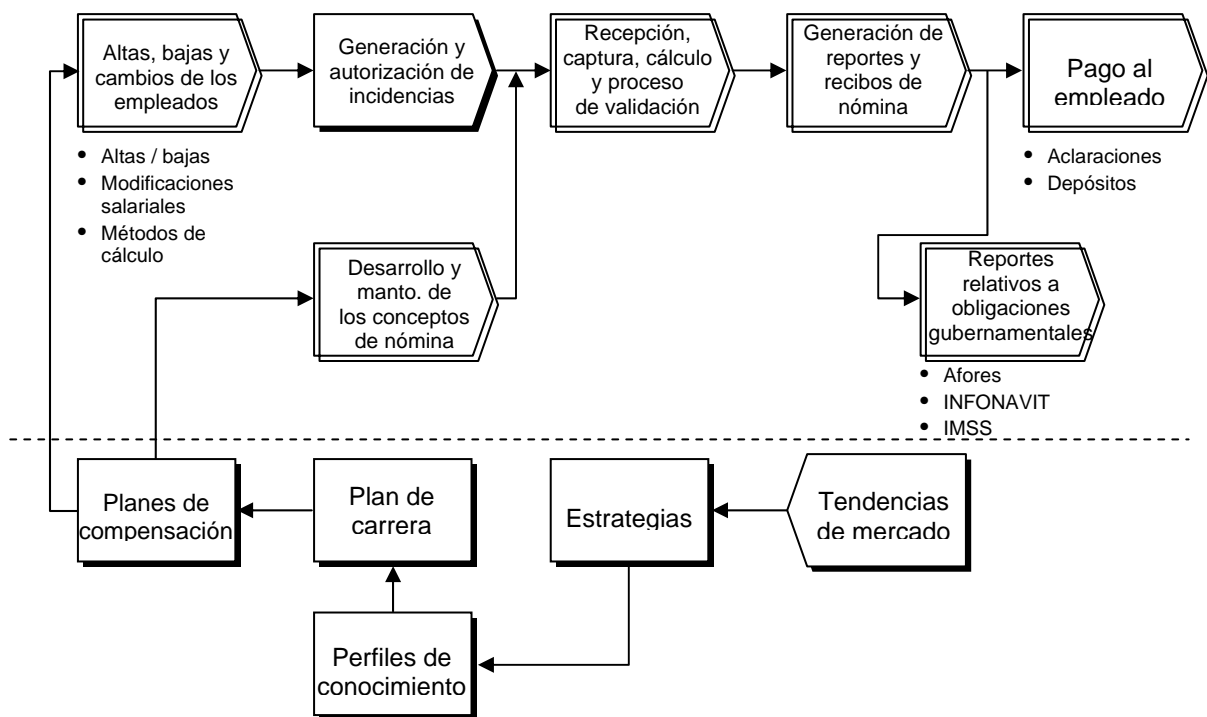 Altas, bajas y
cambios de los
empleados
Generación y
autorización de
incidencias
Recepción,
captura, cálculo
y proceso
de validación
Generación de
reportes y
recibos de
nómina
Pago al
empleado
• Altas / bajas
• Modificaciones
salariales
• Métodos de
cálculo
• Aclaraciones
• Depósitos
Desarrollo y
manto. de
los conceptos
de nómina
Reportes
relativos a
obligaciones
gubernamentales
• Afores
• INFONAVIT
• IMSS
Planes de
compensación
Plan de
carrera
Estrategias
Tendencias
de mercado
Perfiles de
conocimiento